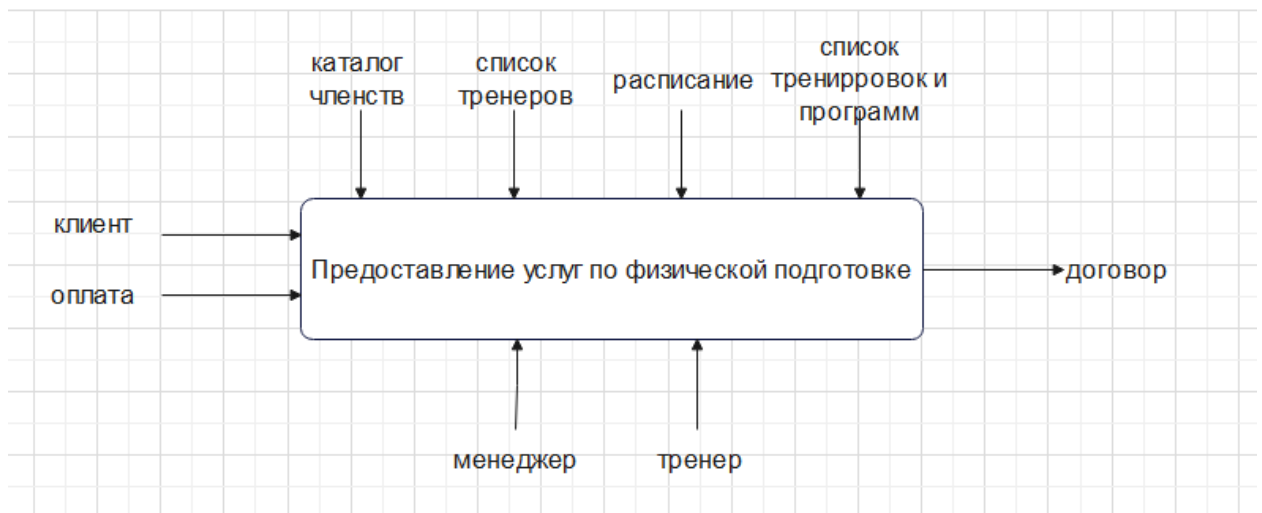 каталог
членств
список
тренеров
расписание
список
тренирровок и
программ
клиент
оплата
Предоставление услуг по физической подготовке
договор
менеджер
тренер